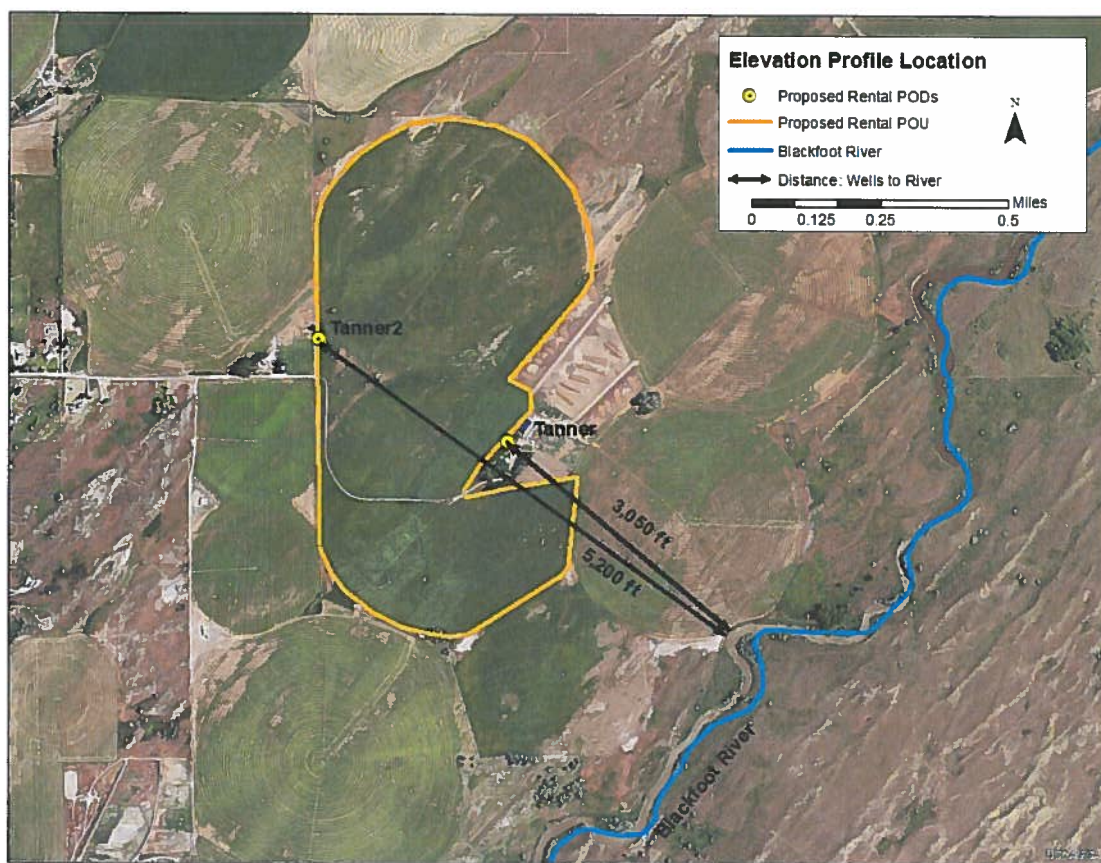 Elevation Profile Location
Proposed Rental PODs
Proposed Rental POU
Blackfoot River
Distance: Wells to River
N
Miles
0 0.125 0.25 0.5
Tanner2
Tanner
3,050 ft
5,200 ft
Blackfoot River